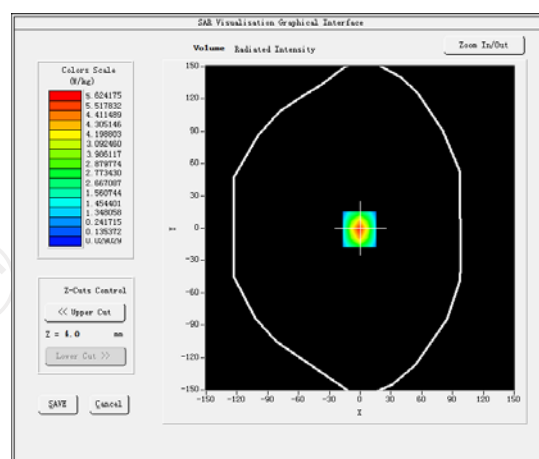 SAR Visualisation Graphical Interface
Volume Radiated Intensity
Zoom In/Out
Colors Scale
(W/kg)
5.624175
5.517832
4.411489
4.305146
4.198803
3.092460
3.986117
2.879774
2.773430
2.667087
1.560744
1.454401
1.348058
0.241715
0.135372
0.029029
Z-Cuts Control
<< Upper Cut
Z = 4.0 mm
Lower Cut >>
SAVE
Cancel
150
120
90
60
30
0
-30
-60
-90
-120
-150
Y
-150 -120 -90 -60 -30 0 30 60 90 120 150
X